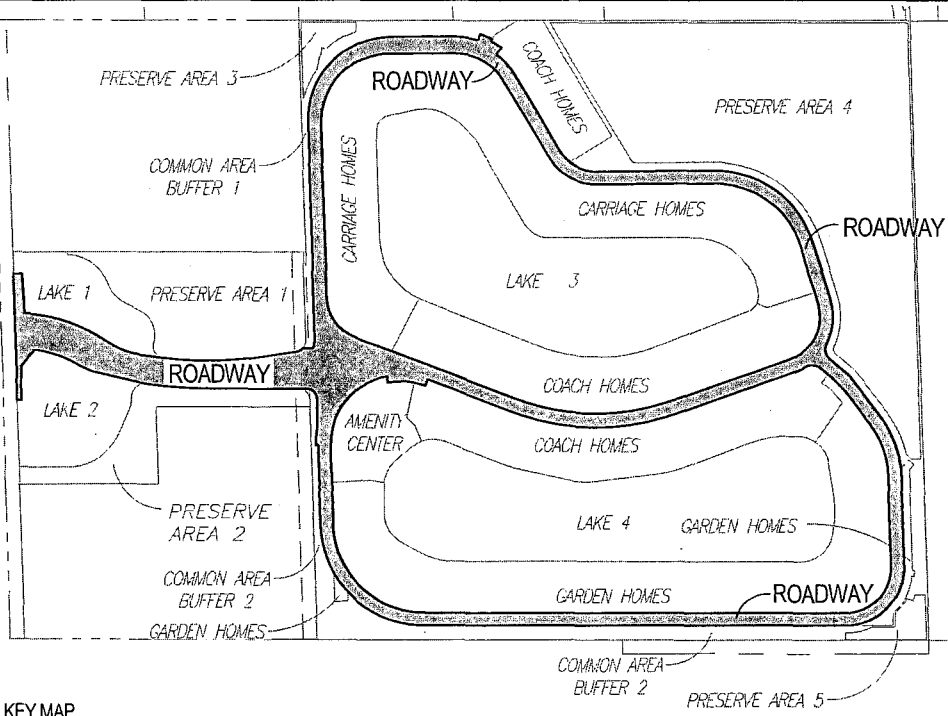 PRESERVE AREA 3
ROADWAY
COACH HOMES
PRESERVE AREA 4
COMMON AREA
BUFFER 1
CARRIAGE HOMES
CARRIAGE HOMES
ROADWAY
LAKE 1
PRESERVE AREA 1
LAKE 3
ROADWAY
COACH HOMES
LAKE 2
AMENITY
CENTER
COACH HOMES
PRESERVE
AREA 2
LAKE 4
GARDEN HOMES
COMMON AREA
BUFFER 2
GARDEN HOMES
ROADWAY
GARDEN HOMES
COMMON AREA
BUFFER 2
PRESERVE AREA 5
KEY MAP